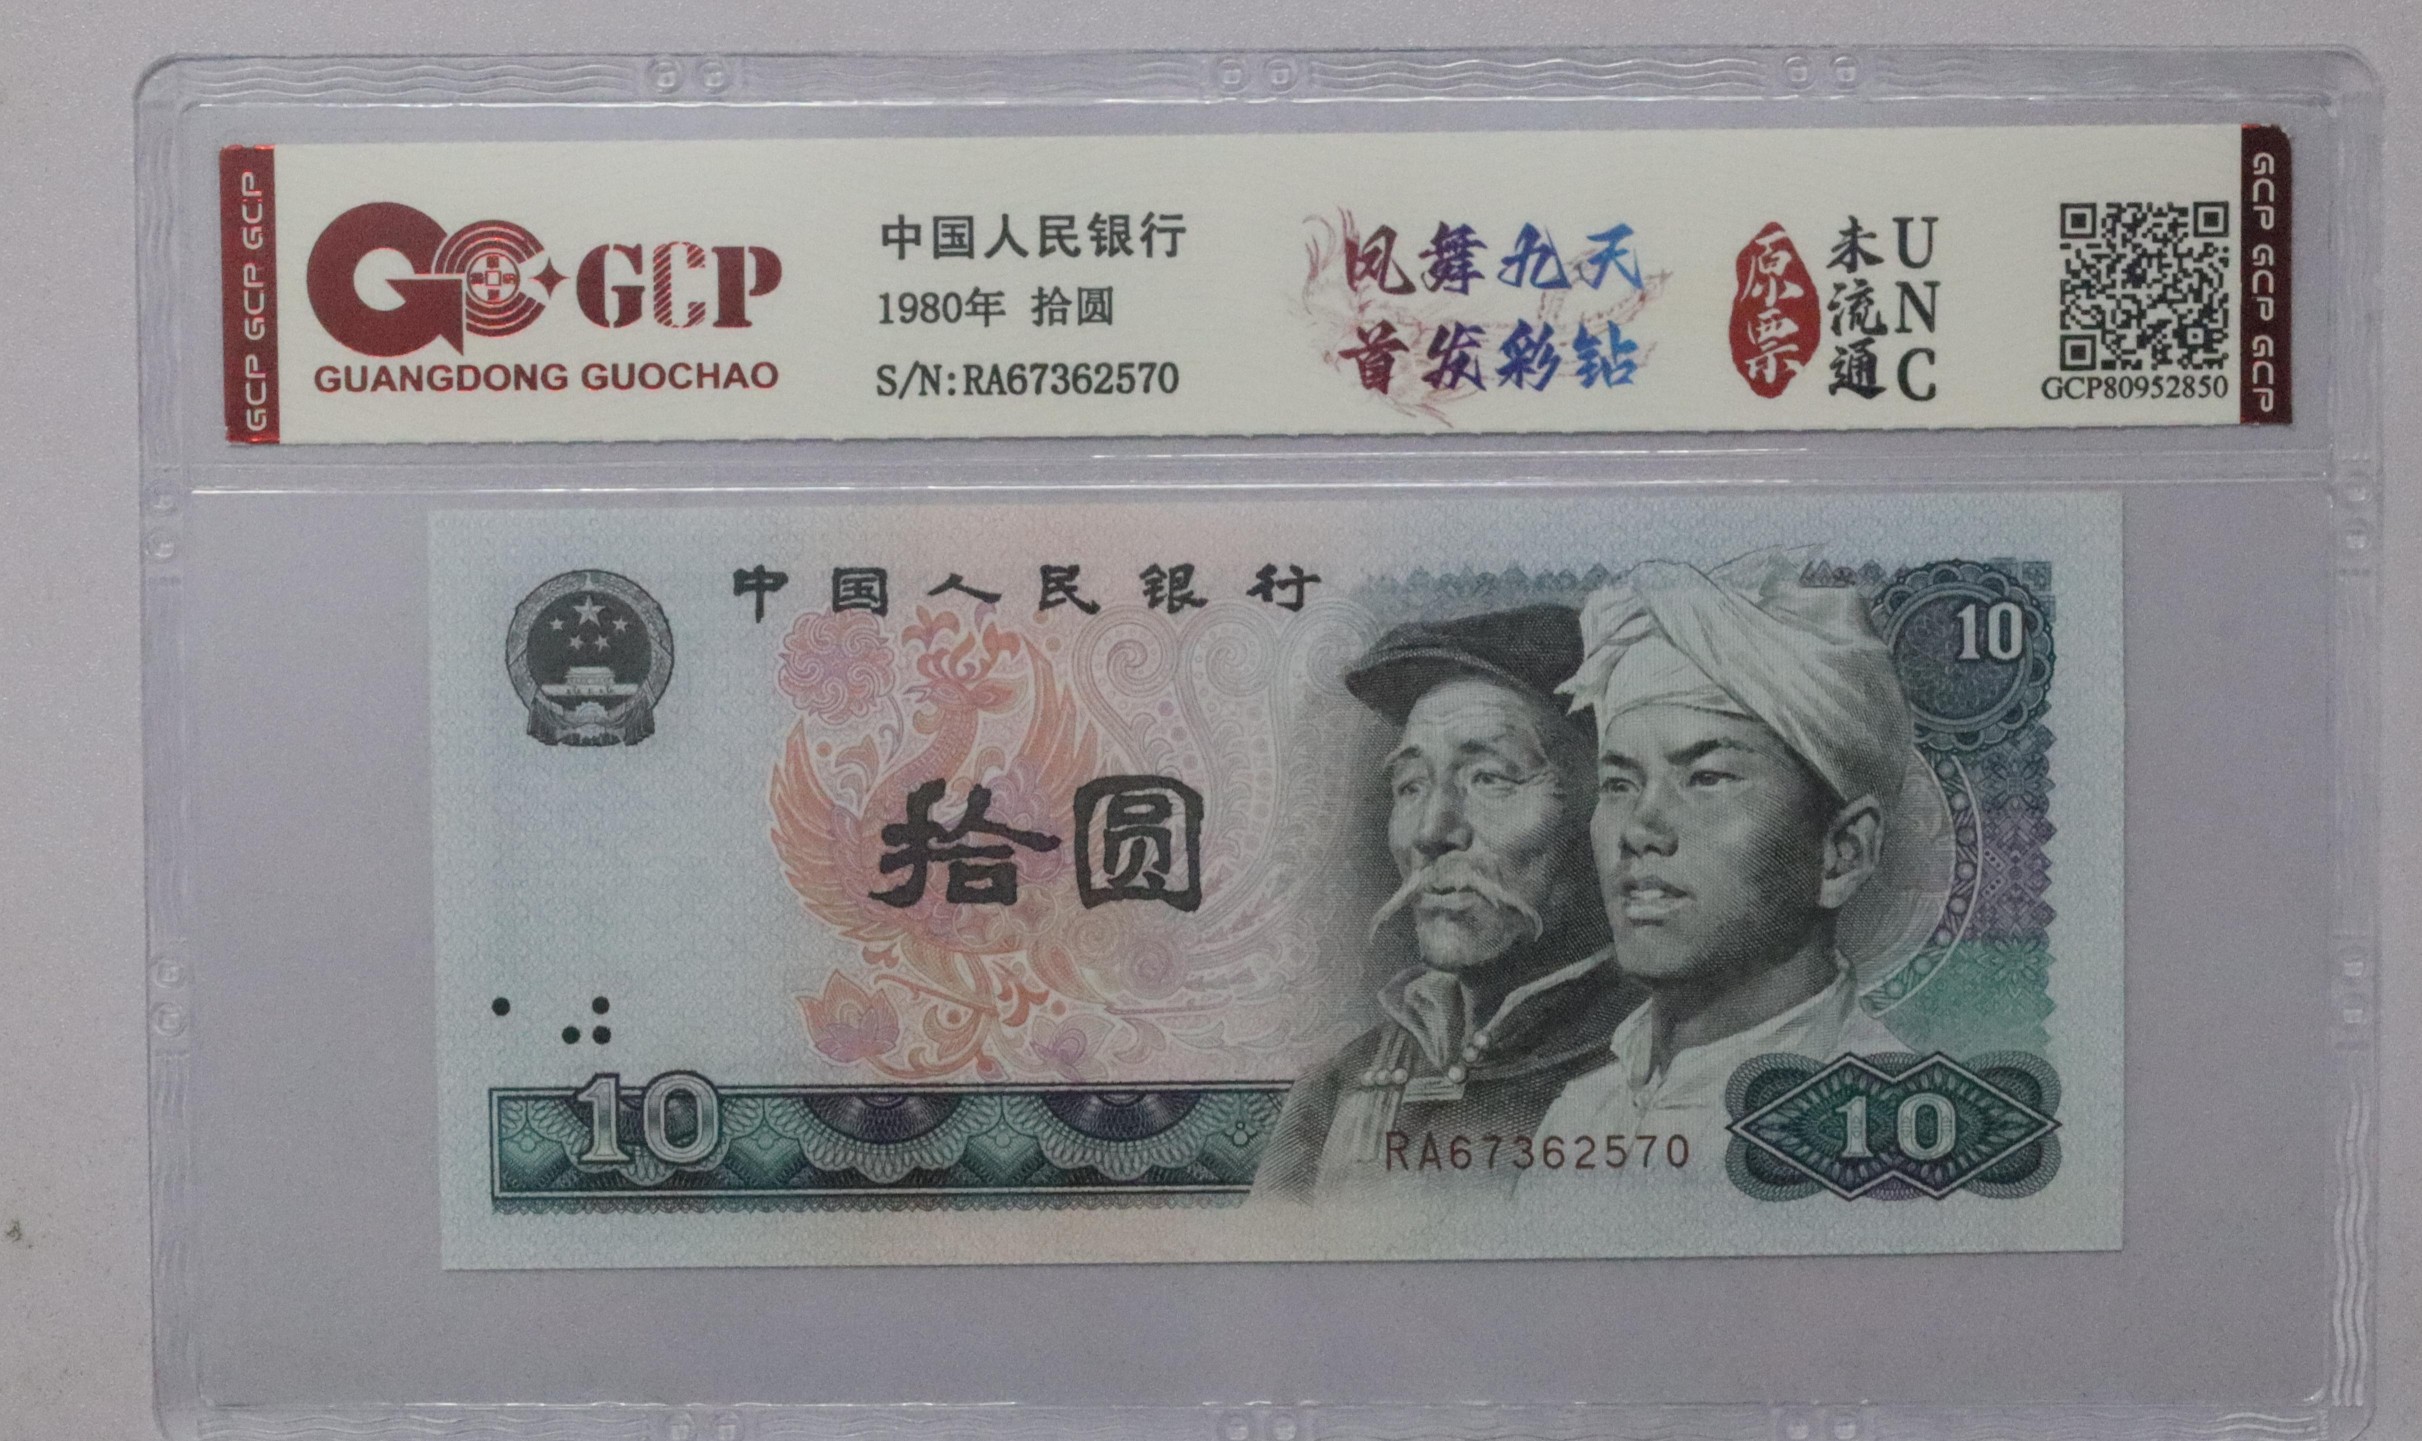 GCP GCP GCP
GCP
GUANGDONG GUOCHAO
中国人民银行
1980年 拾圆
S/N:RA67362570
凤舞九天
首发彩钻
原票
未流通
UNC
GCP80952850
GCP GCP GCP
中国人民银行
10
拾圆
10
RA67362570
10